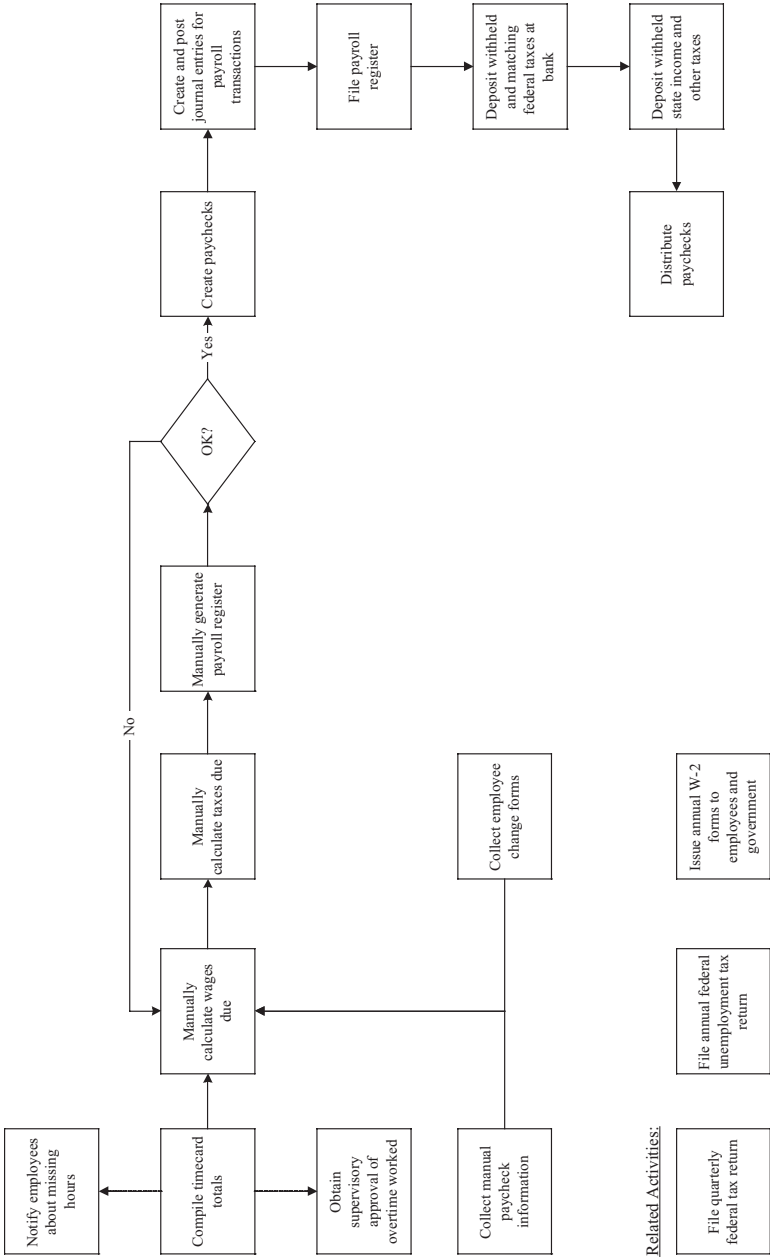 Notify employees
about missing
hours
Compile timecard
totals
Obtain
supervisory
approval of
overtime worked
Collect manual
paycheck
information
Manually
calculate wages
due
Collect employee
change forms
Manually
calculate taxes due
Manually generate
payroll register
No
OK?
Yes
Create paychecks
Create and post
journal entries for
payroll
transactions
File payroll
register
Deposit withheld
and matching
federal taxes at
bank
Deposit withheld
state income and
other taxes
Distribute
paychecks
Related Activities:
File quarterly
federal tax return
File annual federal
unemployment tax
return
Issue annual W-2
forms to
employees and
government